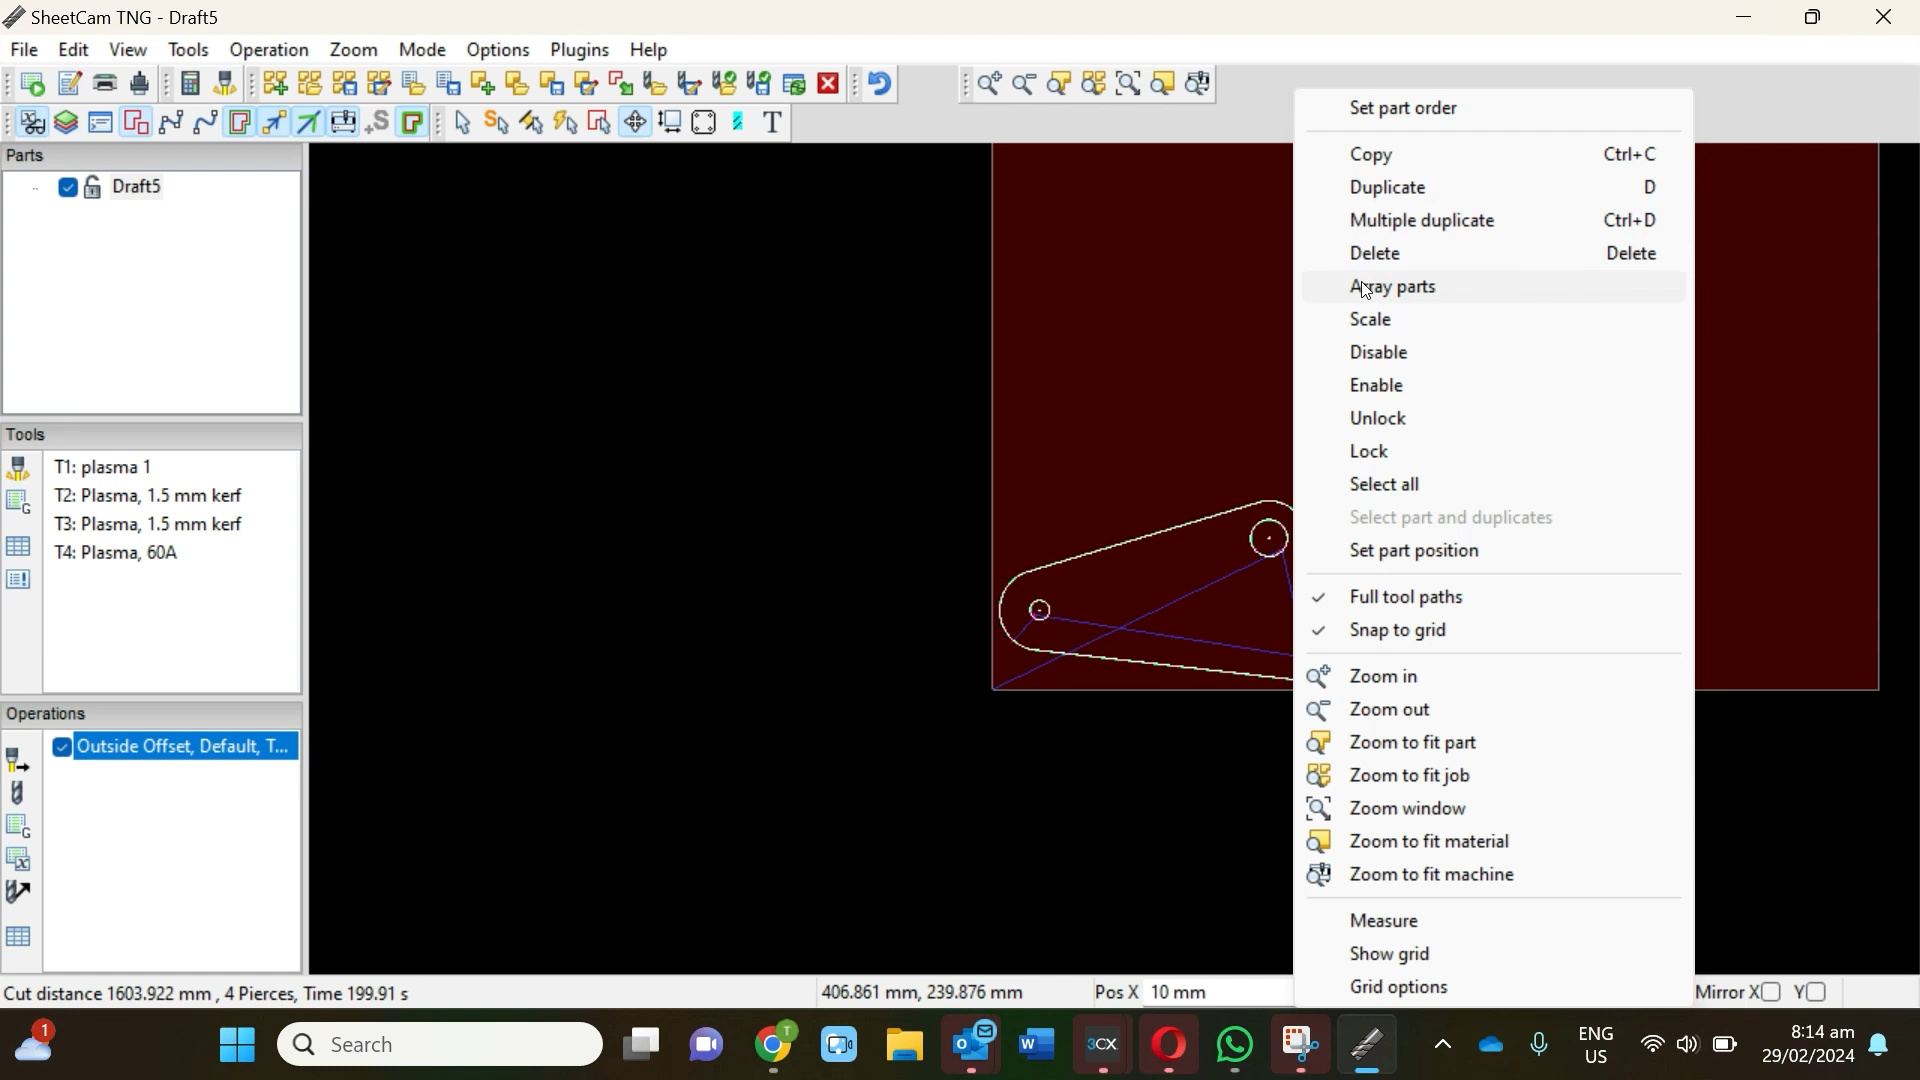 SheetCam TNG - Draft5
File Edit View Tools Operation Zoom Mode Options Plugins Help
Parts
Draft5
Tools
T1: plasma 1
T2: Plasma, 1.5 mm kerf
T3: Plasma, 1.5 mm kerf
T4: Plasma, 60A
Operations
Outside Offset, Default, T...
Set part order
Copy Ctrl+C
Duplicate D
Multiple duplicate Ctrl+D
Delete Delete
Array parts
Scale
Disable
Enable
Unlock
Lock
Select all
Select part and duplicates
Set part position
Full tool paths
Snap to grid
Zoom in
Zoom out
Zoom to fit part
Zoom to fit job
Zoom window
Zoom to fit material
Zoom to fit machine
Measure
Show grid
Grid options
Cut distance 1603.922 mm , 4 Pierces, Time 199.91 s 406.861 mm, 239.876 mm Pos X 10 mm Mirror X Y
1 Search T 3CX ENG 8:14 am
US 29/02/2024